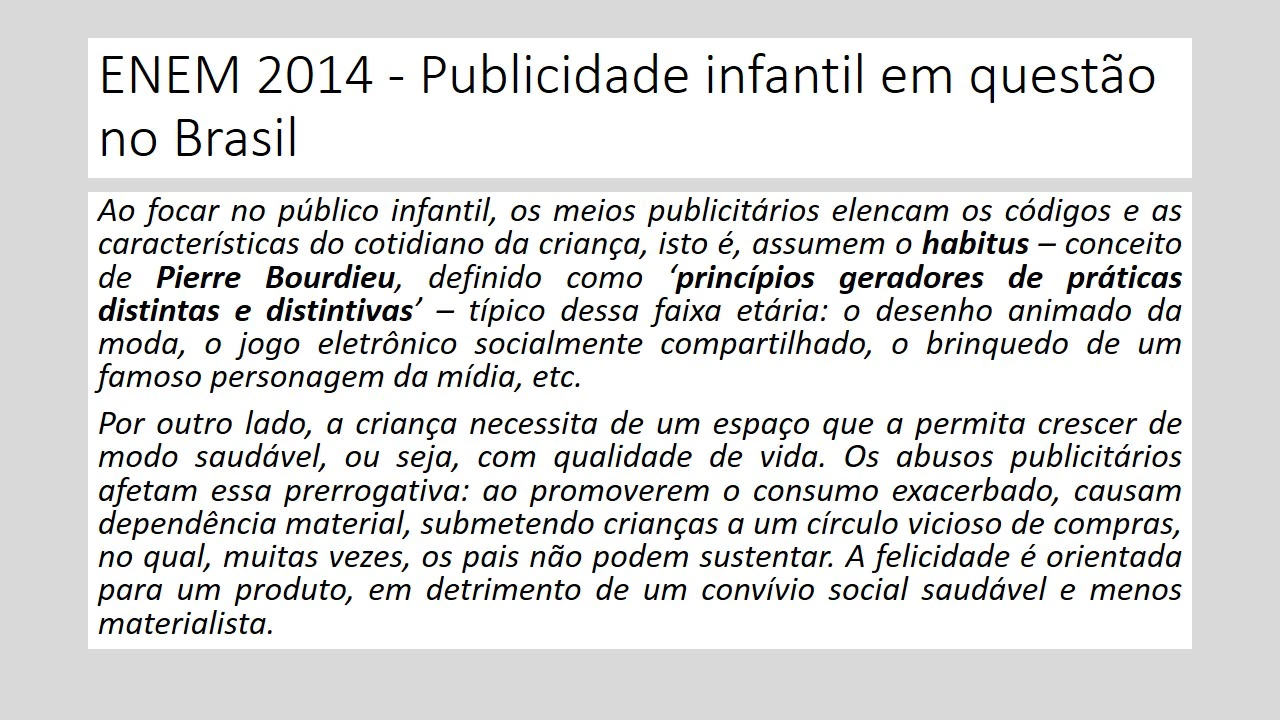 ENEM 2014 - Publicidade infantil em questão
no Brasil
Ao focar no público infantil, os meios publicitários elencam os códigos e as
características do cotidiano da criança, isto é, assumem o habitus – conceito
de Pierre Bourdieu, definido como ‘princípios geradores de práticas
distintas e distintivas’ – típico dessa faixa etária: o desenho animado da
moda, o jogo eletrônico socialmente compartilhado, o brinquedo de um
famoso personagem da mídia, etc.
Por outro lado, a criança necessita de um espaço que a permita crescer de
modo saudável, ou seja, com qualidade de vida. Os abusos publicitários
afetam essa prerrogativa: ao promoverem o consumo exacerbado, causam
dependência material, submetendo crianças a um círculo vicioso de compras,
no qual, muitas vezes, os pais não podem sustentar. A felicidade é orientada
para um produto, em detrimento de um convívio social saudável e menos
materialista.